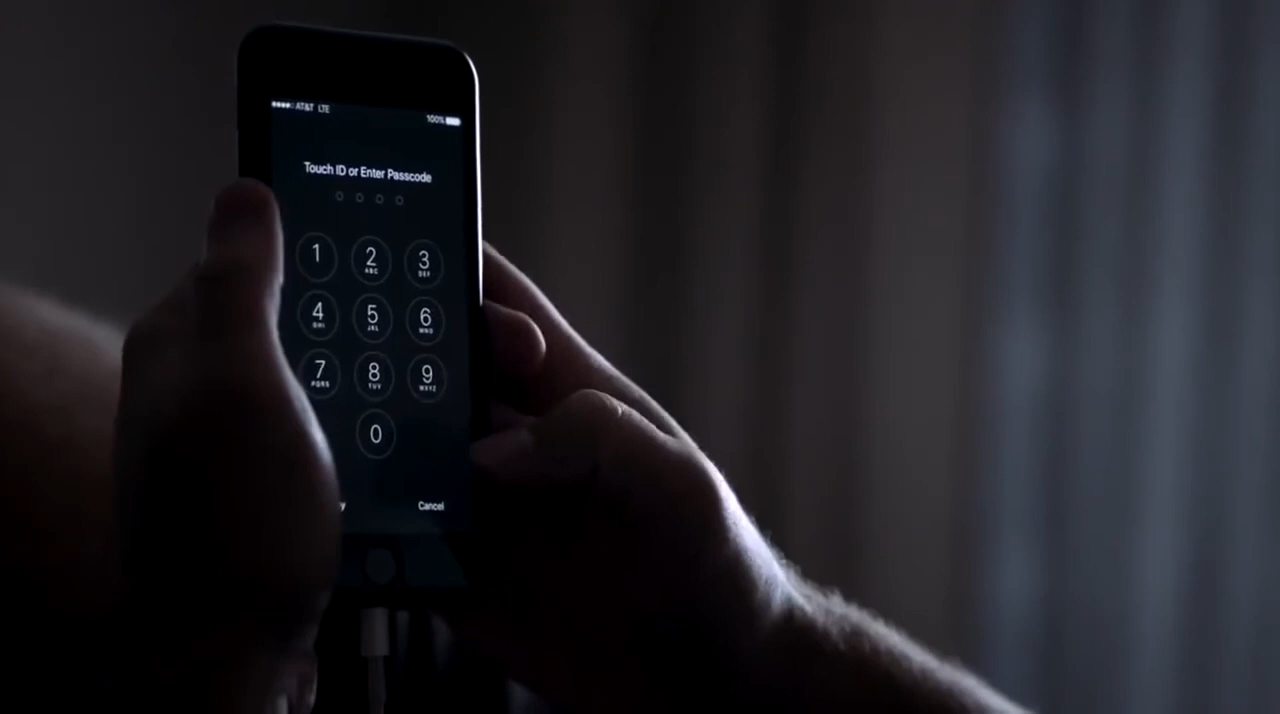 AT&T LTE
100%
Touch ID or Enter Passcode
1
2
ABC
3
DEF
4
GHI
5
JKL
6
MNO
7
PQRS
8
TUV
9
WXYZ
0
y
Cancel